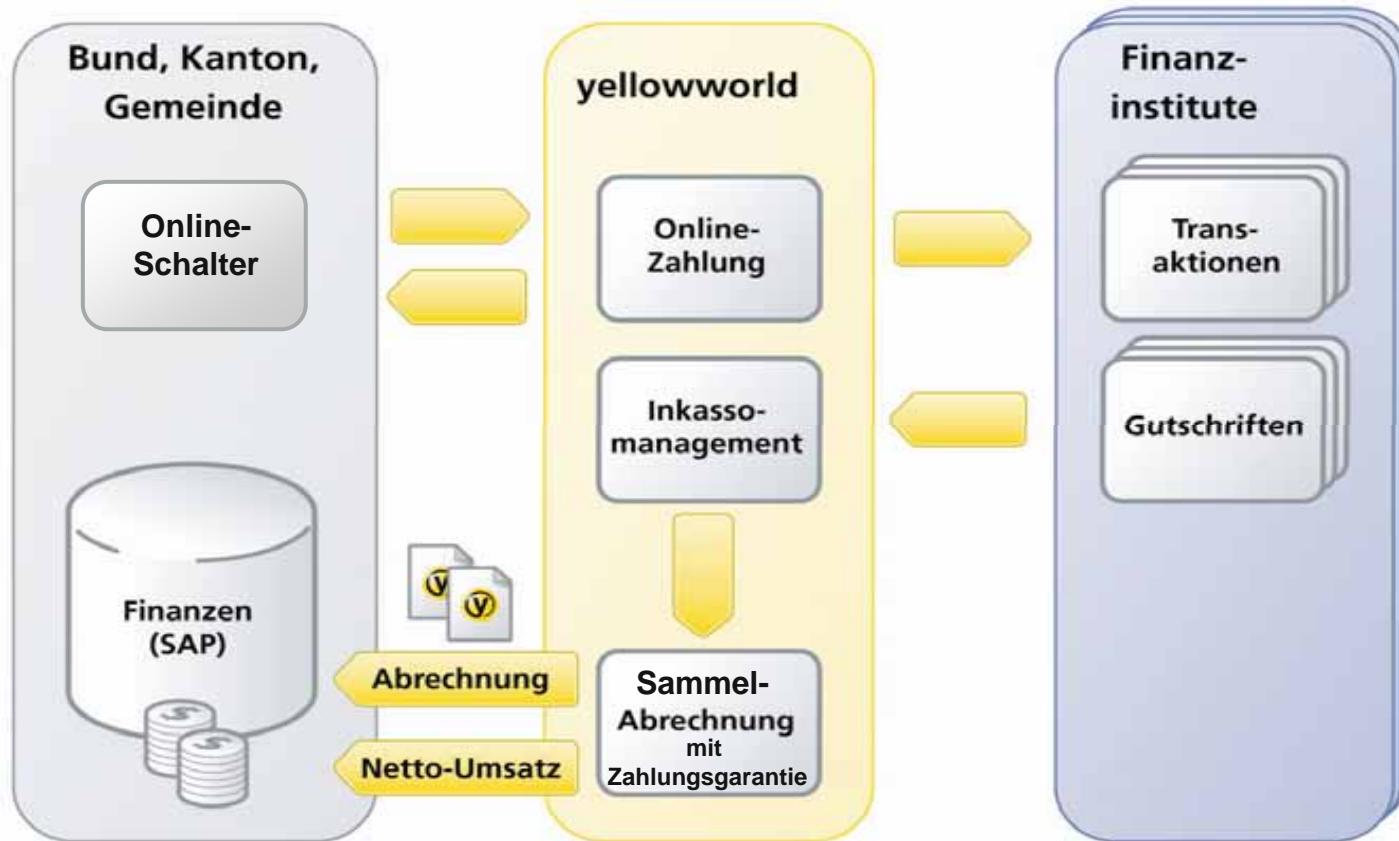 Bund, Kanton,
Gemeinde
Online-
Schalter
Finanzen
(SAP)
yellowworld
Online-
Zahlung
Inkasso-
management
y
y
Abrechnung
Netto-Umsatz
Sammel-
Abrechnung
mit
Zahlungsgarantie
Finanz-
institute
Trans-
aktionen
Gutschriften